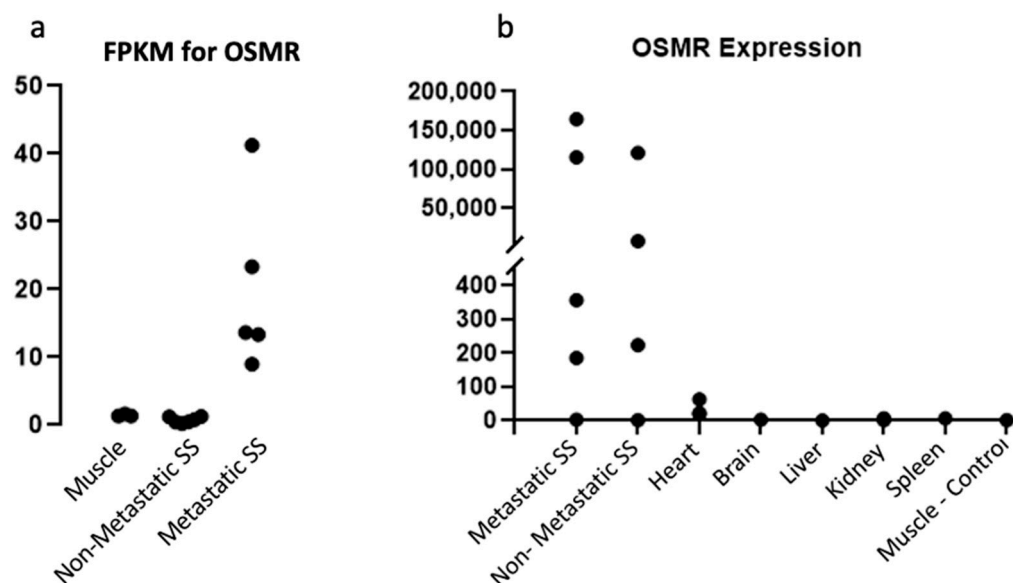 a
FPKM for OSMR
50
40
30
20
10
0
Muscle
Non-Metastatic SS
Metastatic SS
b
OSMR Expression
200,000
150,000
100,000
50,000
400
300
200
100
0
Metastatic SS
Non- Metastatic SS
Heart
Brain
Liver
Kidney
Spleen
Muscle - Control